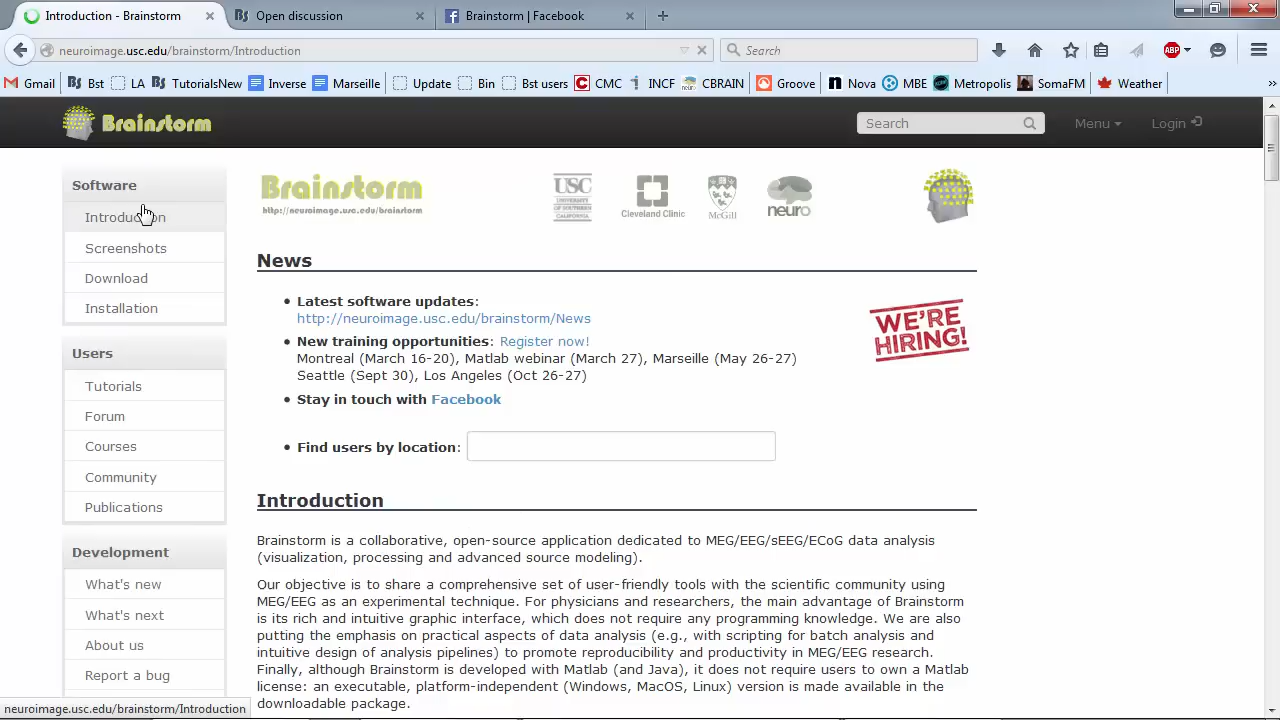 Introduction - Brainstorm
Open discussion
Brainstorm | Facebook
neuroimage.usc.edu/brainstorm/Introduction
Search
ABP
Gmail
Bst
LA
TutorialsNew
Inverse
Marseille
Update
Bin
Bst users
CMC
INCF
CBRAIN
Groove
Nova
MBE
Metropolis
SomaFM
Weather
Brainstorm
Search
Menu
Login
Software
Introduction
Screenshots
Download
Installation
Users
Tutorials
Forum
Courses
Community
Publications
Development
What's new
What's next
About us
Report a bug
Brainstorm
http://neuroimage.usc.edu/brainstorm
USC
UNIVERSITY
OF SOUTHERN
CALIFORNIA
Cleveland Clinic
McGill
neuro
News
• Latest software updates:
http://neuroimage.usc.edu/brainstorm/News
• New training opportunities: Register now!
Montreal (March 16-20), Matlab webinar (March 27), Marseille (May 26-27)
Seattle (Sept 30), Los Angeles (Oct 26-27)
• Stay in touch with Facebook
• Find users by location:
WE'RE
HIRING!
Introduction
Brainstorm is a collaborative, open-source application dedicated to MEG/EEG/sEEG/ECoG data analysis
(visualization, processing and advanced source modeling).
Our objective is to share a comprehensive set of user-friendly tools with the scientific community using
MEG/EEG as an experimental technique. For physicians and researchers, the main advantage of Brainstorm
is its rich and intuitive graphic interface, which does not require any programming knowledge. We are also
putting the emphasis on practical aspects of data analysis (e.g., with scripting for batch analysis and
intuitive design of analysis pipelines) to promote reproducibility and productivity in MEG/EEG research.
Finally, although Brainstorm is developed with Matlab (and Java), it does not require users to own a Matlab
license: an executable, platform-independent (Windows, MacOS, Linux) version is made available in the
downloadable package.
neuroimage.usc.edu/brainstorm/Introduction